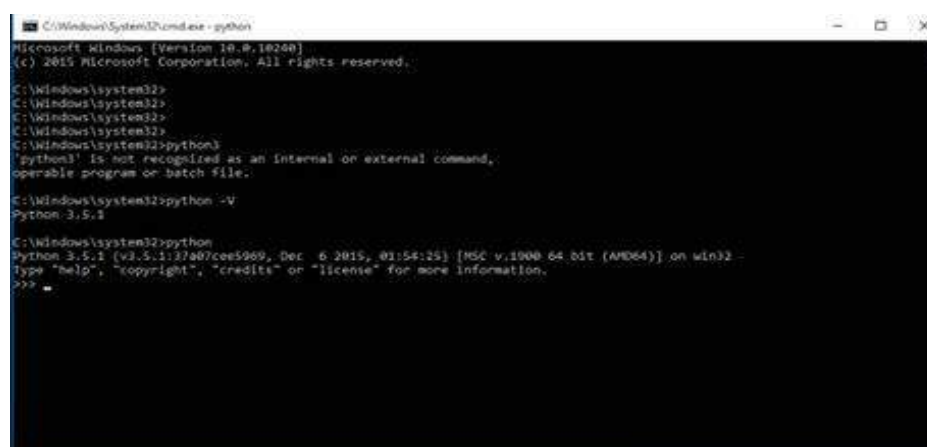 C:\Windows\System32\cmd.exe - python
Microsoft Windows [Version 10.0.10240]
(c) 2015 Microsoft Corporation. All rights reserved.
C:\Windows\system32>
C:\Windows\system32>
C:\Windows\system32>
C:\Windows\system32>
C:\Windows\system32>python3
'python3' is not recognized as an internal or external command,
operable program or batch file.
C:\Windows\system32>python -V
Python 3.5.1
C:\Windows\system32>python
Python 3.5.1 (v3.5.1:37a07cee5969, Dec  6 2015, 01:54:25) [MSC v.1900 64 bit (AMD64)] on win32
Type "help", "copyright", "credits" or "license" for more information.
>>> _